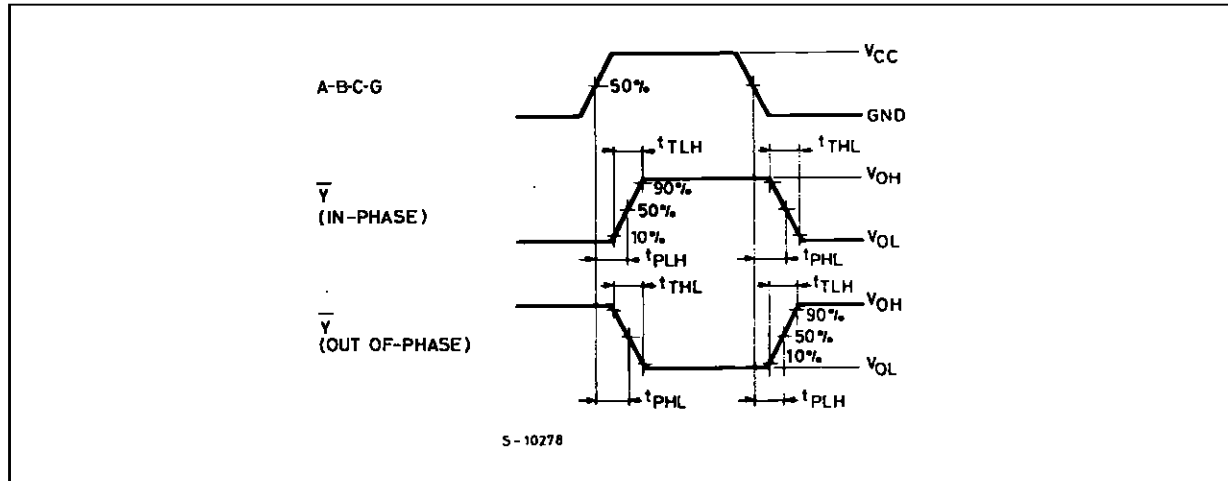 VCC
A-B-C-G
50%
GND
tTLH
tTHL
VOH
90%
Y
50%
(IN-PHASE)
10%
VOL
tPLH
tPHL
tTHL
tTLH
VOH
90%
Y
50%
(OUT OF-PHASE)
10%
VOL
tPHL
tPLH
S-10278